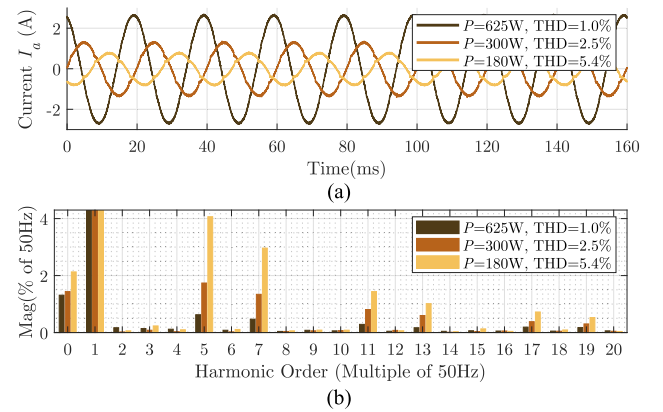 (a)
Current I_a (A)
2
0
-2
P=625W, THD=1.0%
P=300W, THD=2.5%
P=180W, THD=5.4%
0 20 40 60 80 100 120 140 160
Time(ms)
(a)
Mag(% of 50Hz)
4
2
0
P=625W, THD=1.0%
P=300W, THD=2.5%
P=180W, THD=5.4%
0 1 2 3 4 5 6 7 8 9 10 11 12 13 14 15 16 17 18 19 20
Harmonic Order (Multiple of 50Hz)
(b)